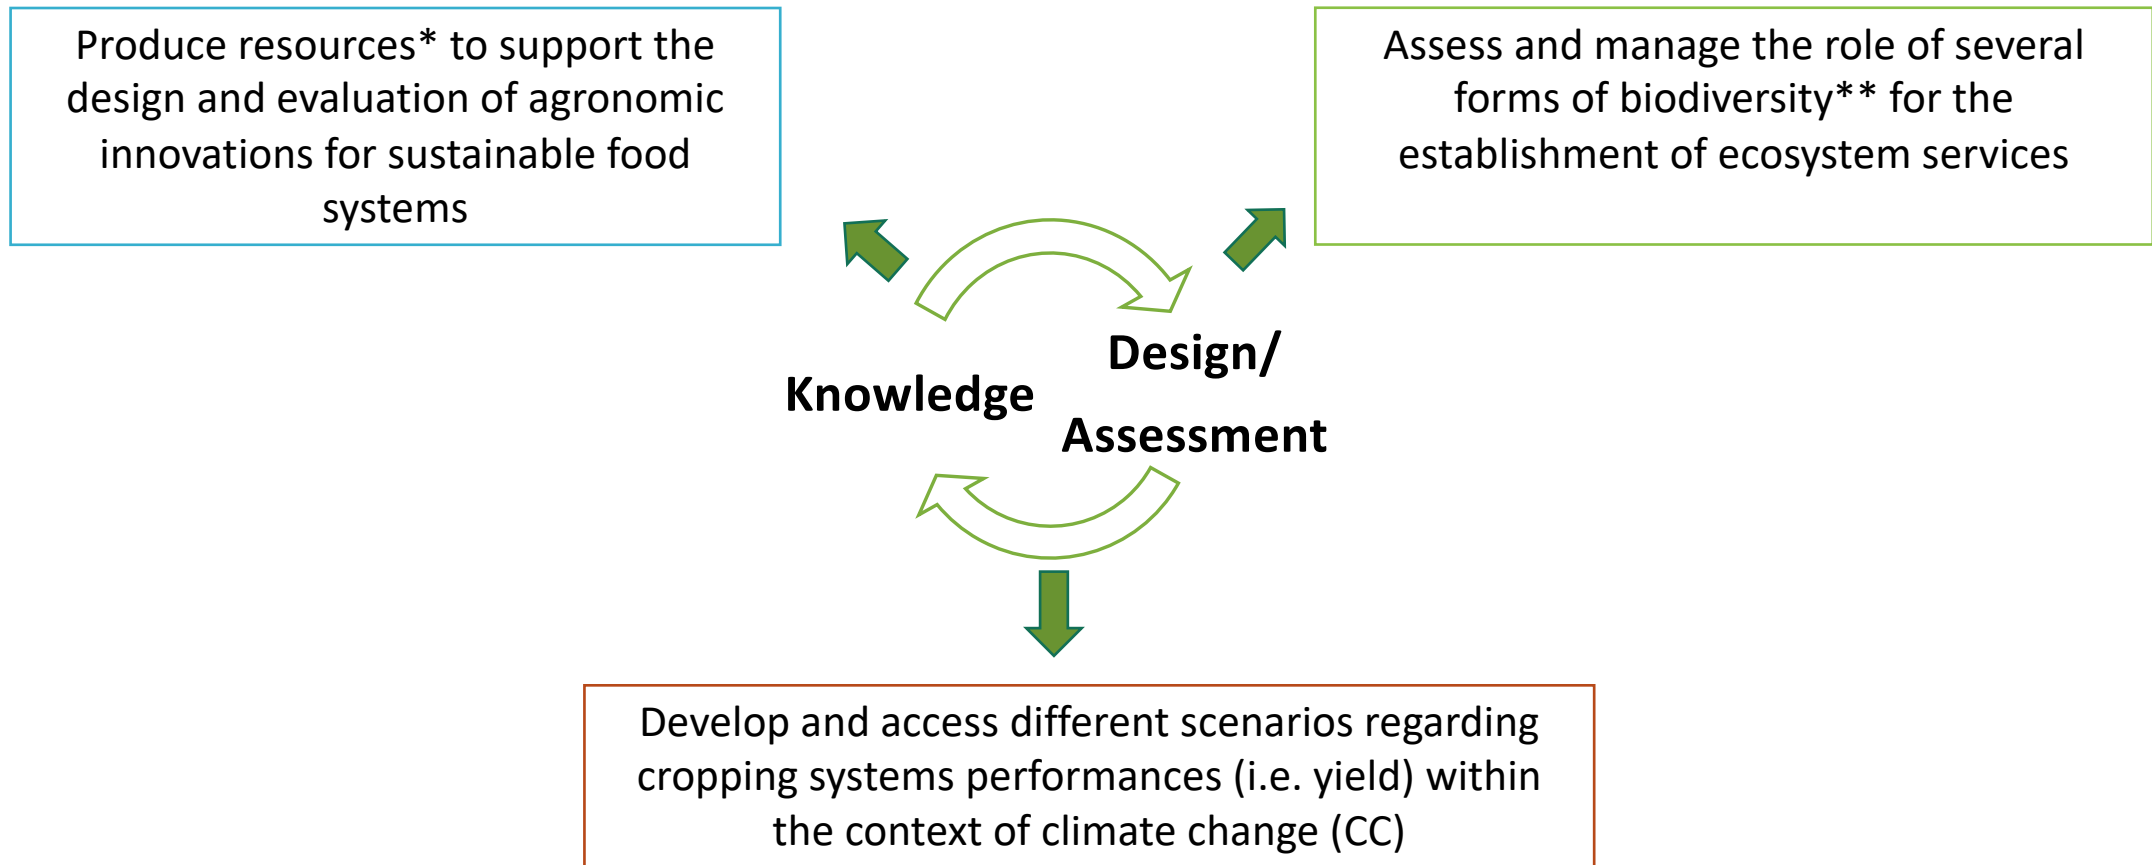 Produce resources* to support the
design and evaluation of agronomic
innovations for sustainable food
systems
Assess and manage the role of several
forms of biodiversity** for the
establishment of ecosystem services
Knowledge
Design/
Assessment
Develop and access different scenarios regarding
cropping systems performances (i.e. yield) within
the context of climate change (CC)